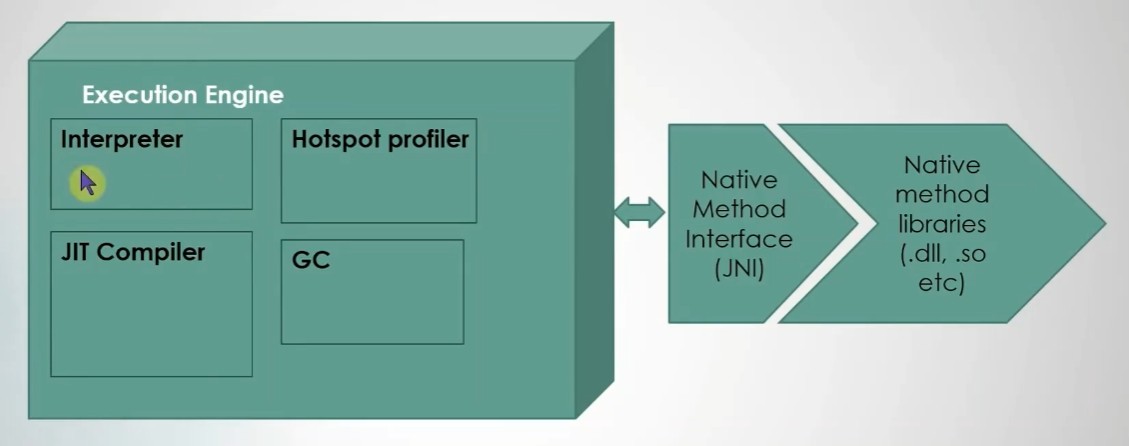 Execution Engine
Interpreter
Hotspot profiler
JIT Compiler
GC
Native
Method
Interface
(JNI)
Native
method
libraries
(.dll, .so
etc)